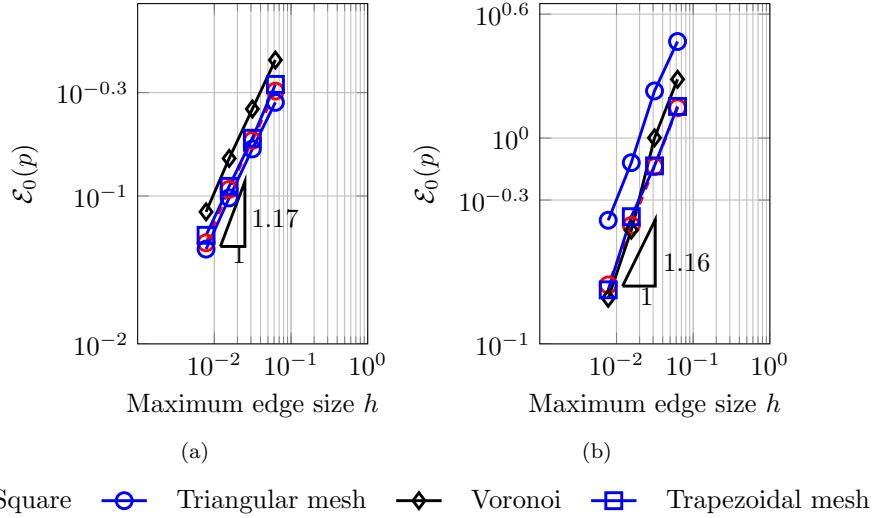 10^{-0.3}
10^{-1}
10^{-2}
ℰ_0(p)
1.17
1
10^{-2} 10^{-1} 10^{0}
Maximum edge size h
(a)
10^{0.6}
10^{0}
10^{-0.3}
10^{-1}
ℰ_0(p)
1.16
1
10^{-2} 10^{-1} 10^{0}
Maximum edge size h
(b)
Square Triangular mesh Voronoi Trapezoidal mesh